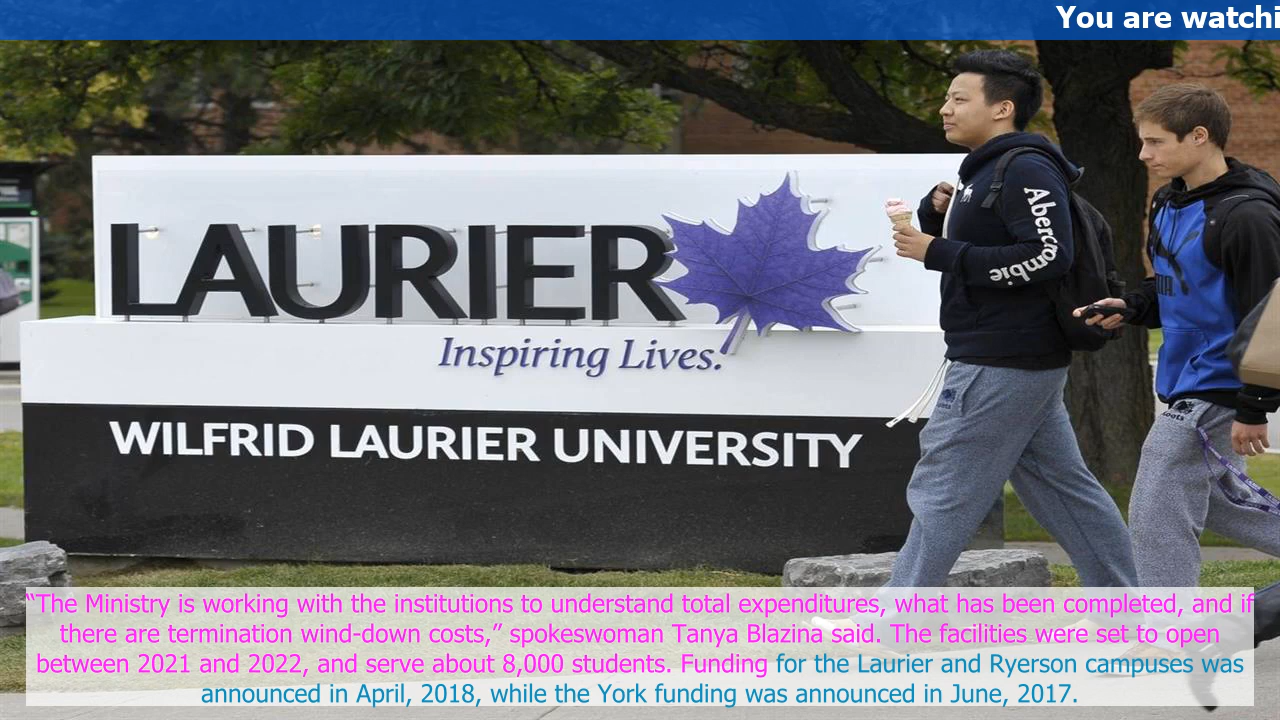 You are watchi
LAURIER
Inspiring Lives.
WILFRID LAURIER UNIVERSITY
Abercrombie
Roots
“The Ministry is working with the institutions to understand total expenditures, what has been completed, and if
there are termination wind-down costs,” spokeswoman Tanya Blazina said. The facilities were set to open
between 2021 and 2022, and serve about 8,000 students. Funding for the Laurier and Ryerson campuses was
announced in April, 2018, while the York funding was announced in June, 2017.